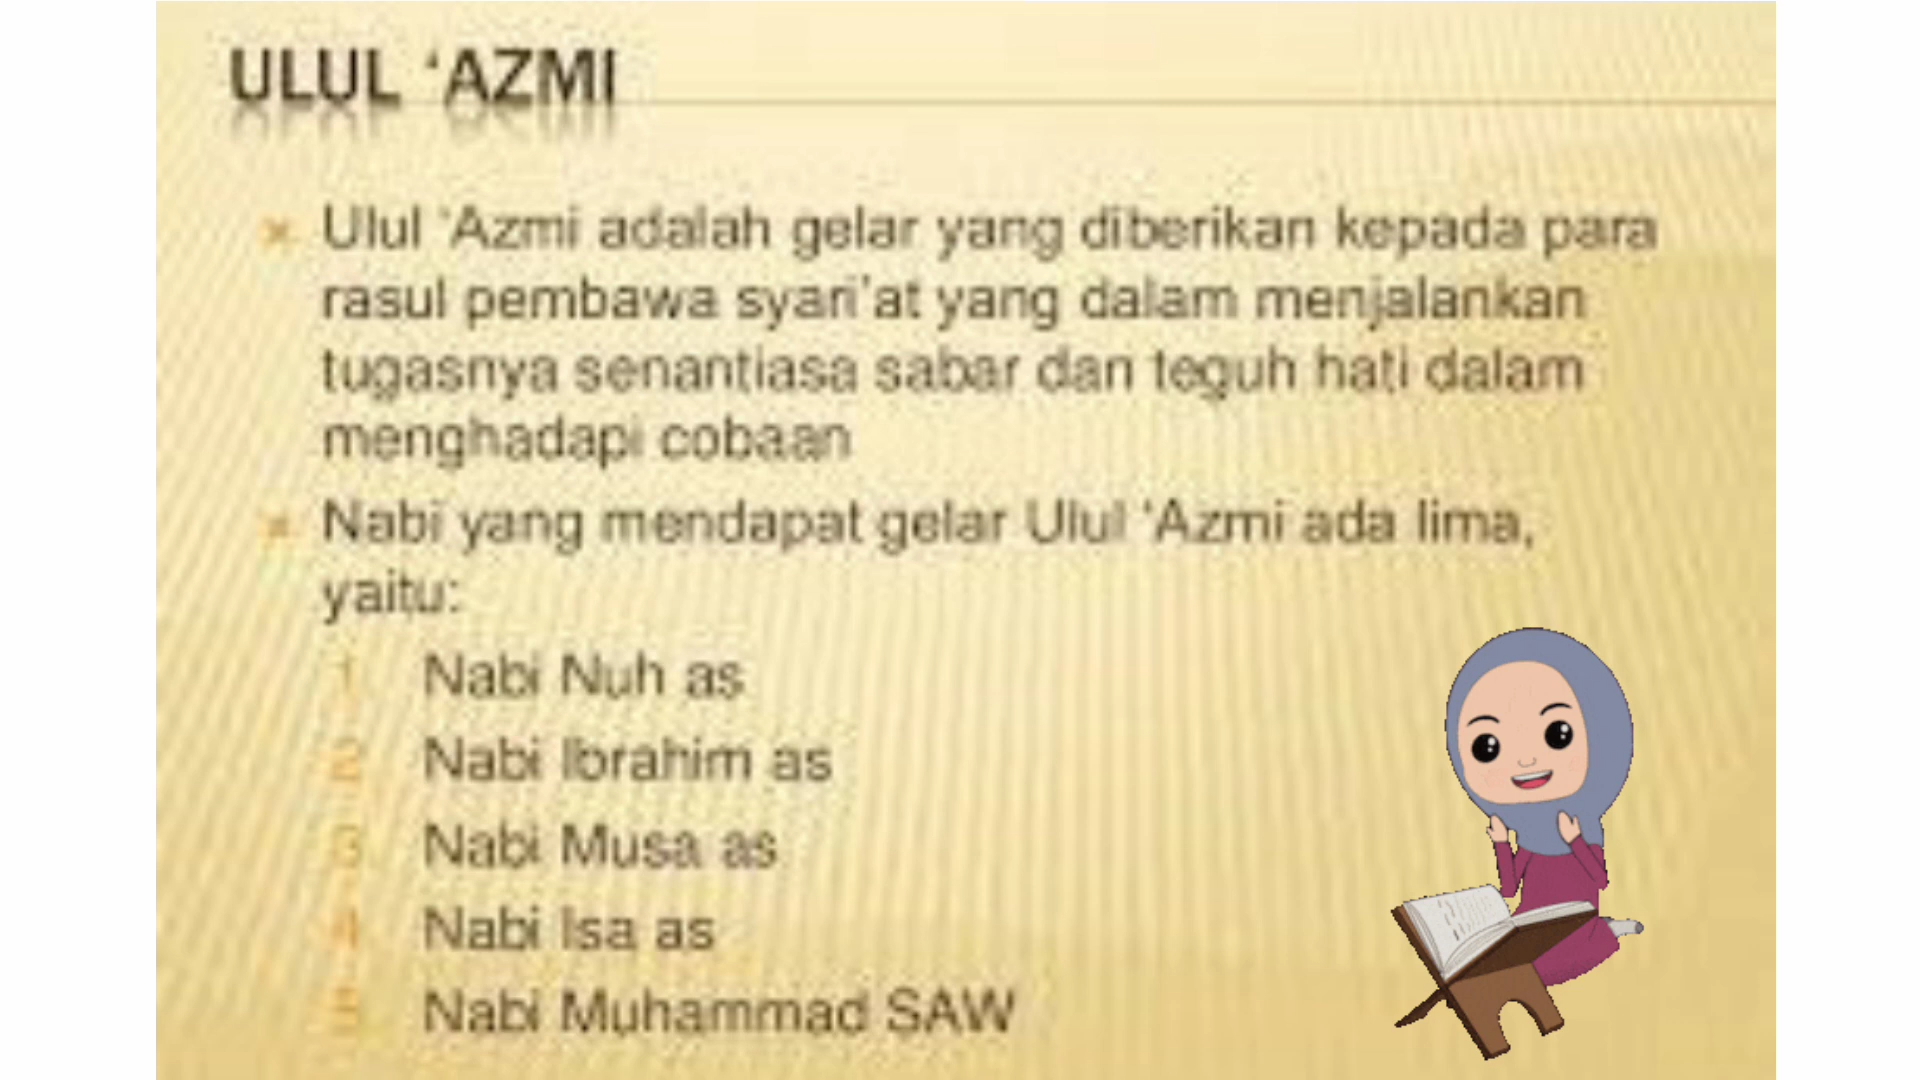 ULUL ‘AZMI
Ulul ‘Azmi adalah gelar yang diberikan kepada para
rasul pembawa syari’at yang dalam menjalankan
tugasnya senantiasa sabar dan teguh hati dalam
menghadapi cobaan
Nabi yang mendapat gelar Ulul ‘Azmi ada lima,
yaitu:
1. Nabi Nuh as
2. Nabi Ibrahim as
3. Nabi Musa as
4. Nabi Isa as
5. Nabi Muhammad SAW